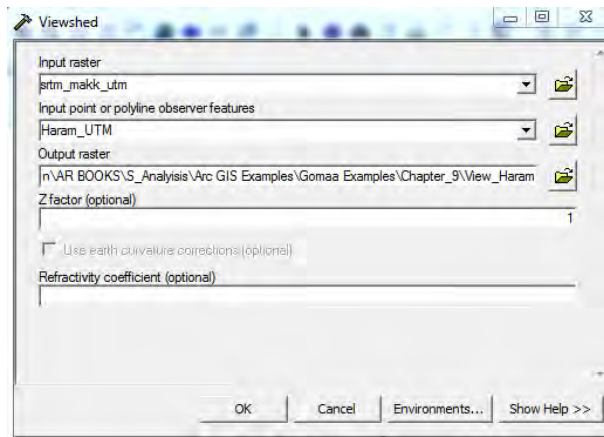 Viewshed
Input raster
srtm_makk_utm
Input point or polyline observer features
Haram_UTM
Output raster
n\AR BOOKS\S_Analyisis\Arc GIS Examples\Gomaa Examples\Chapter_9\View_Haram
Z factor (optional)
1
Use earth curvature corrections (optional)
Refractivity coefficient (optional)
OK Cancel Environments... Show Help >>